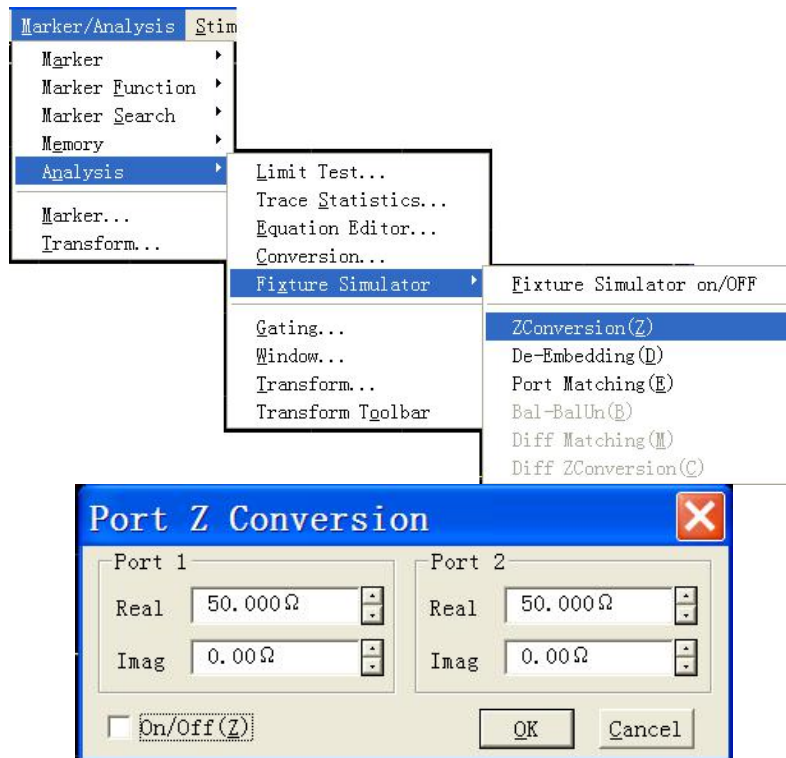 Marker/Analysis Stim
Marker
Marker Function
Marker Search
Memory
Analysis
Marker...
Transform...
Limit Test...
Trace Statistics...
Equation Editor...
Conversion...
Fixture Simulator
Gating...
Window...
Transform...
Transform Toolbar
Fixture Simulator on/OFF
ZConversion(Z)
De-Embedding(D)
Port Matching(E)
Bal-BalUn(B)
Diff Matching(M)
Diff ZConversion(C)
Port Z Conversion
Port 1
Real 50.000Ω
Imag 0.00Ω
Port 2
Real 50.000Ω
Imag 0.00Ω
On/Off(Z)
OK Cancel